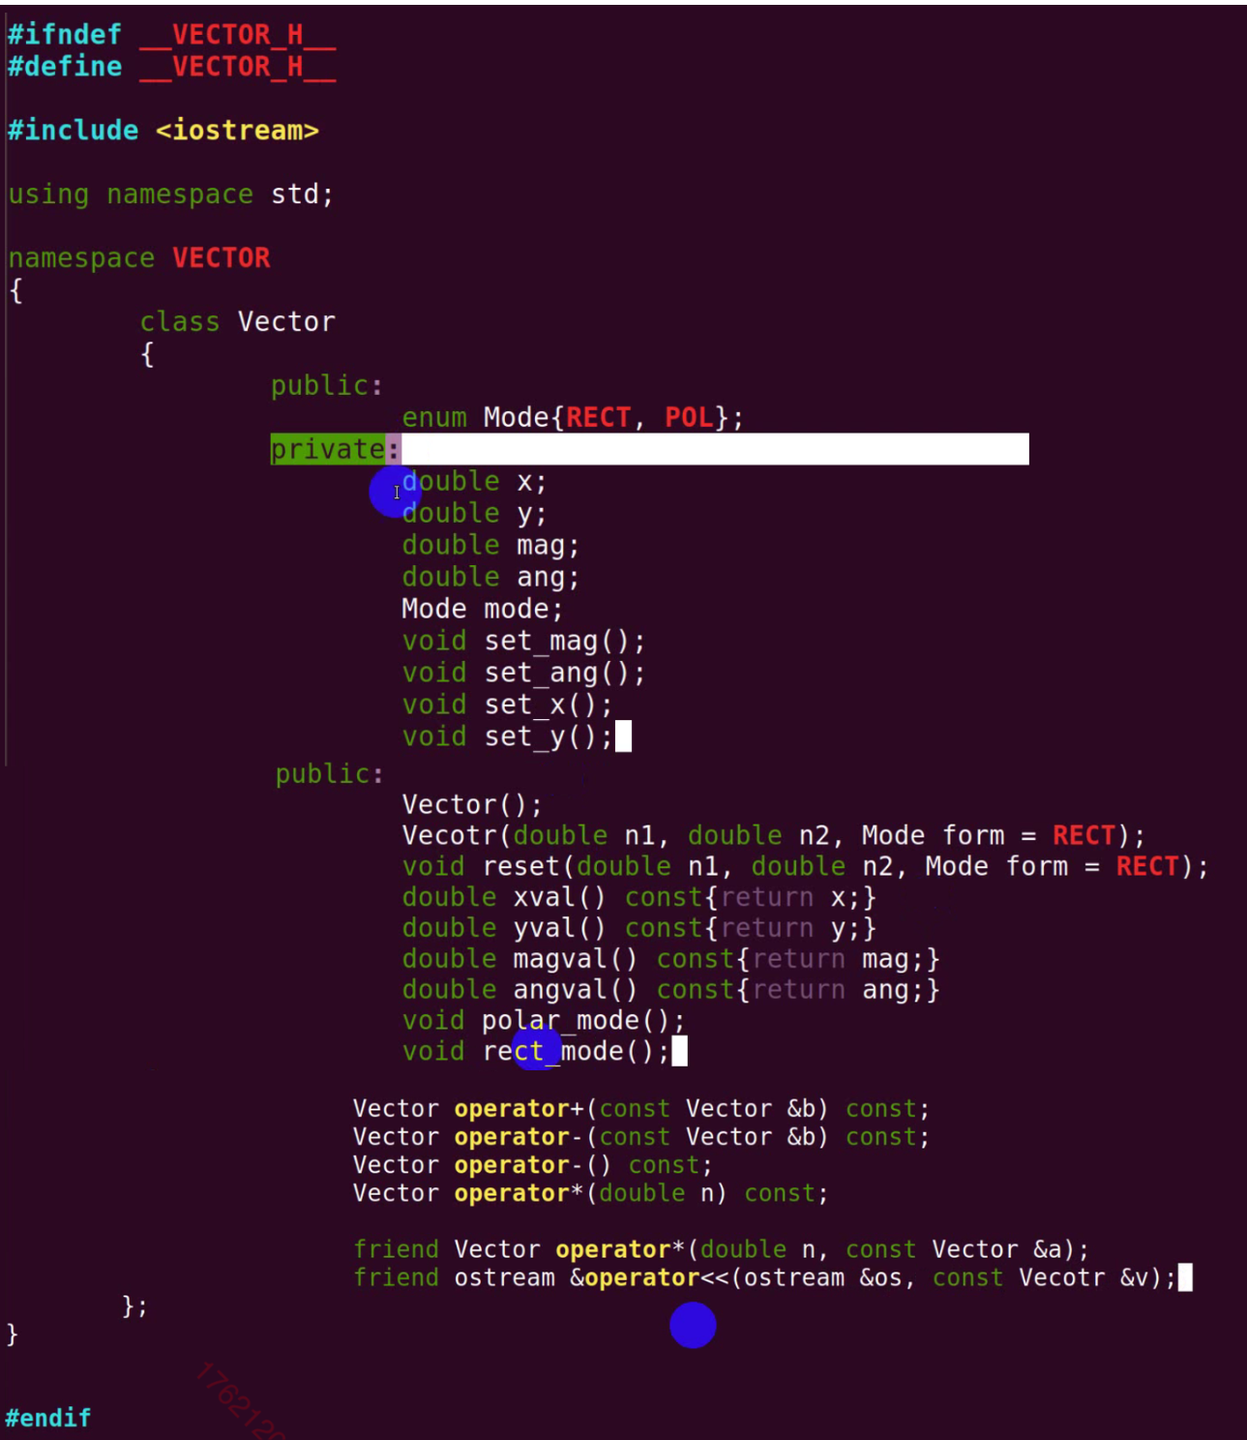 #ifndef __VECTOR_H__
#define __VECTOR_H__
#include <iostream>
using namespace std;
namespace VECTOR
{
class Vector
{
public:
enum Mode{RECT, POL};
private:
double x;
double y;
double mag;
double ang;
Mode mode;
void set_mag();
void set_ang();
void set_x();
void set_y();
public:
Vector();
Vecotr(double n1, double n2, Mode form = RECT);
void reset(double n1, double n2, Mode form = RECT);
double xval() const{return x;}
double yval() const{return y;}
double magval() const{return mag;}
double angval() const{return ang;}
void polar_mode();
void rect_mode();
Vector operator+(const Vector &b) const;
Vector operator-(const Vector &b) const;
Vector operator-() const;
Vector operator*(double n) const;
friend Vector operator*(double n, const Vector &a);
friend ostream &operator<<(ostream &os, const Vecotr &v);
};
}
#endif